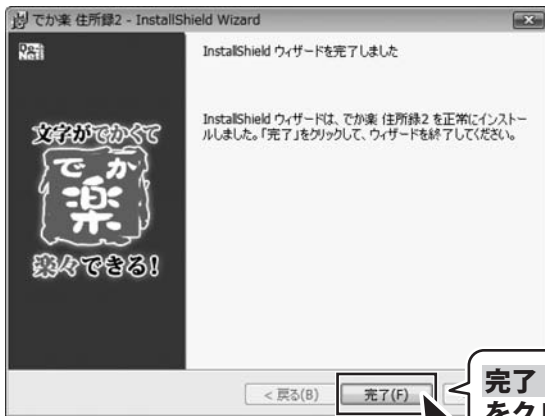 でか楽 住所録2 - InstallShield Wizard
De-
Net!
InstallShield ウィザードを完了しました
InstallShield ウィザードは、でか楽 住所録2 を正常にインストー
ルしました。「完了」をクリックして、ウィザードを終了してください。
文字がでかくて
でか
楽
楽々できる!
< 戻る(B)
完了(F)
完了
をク